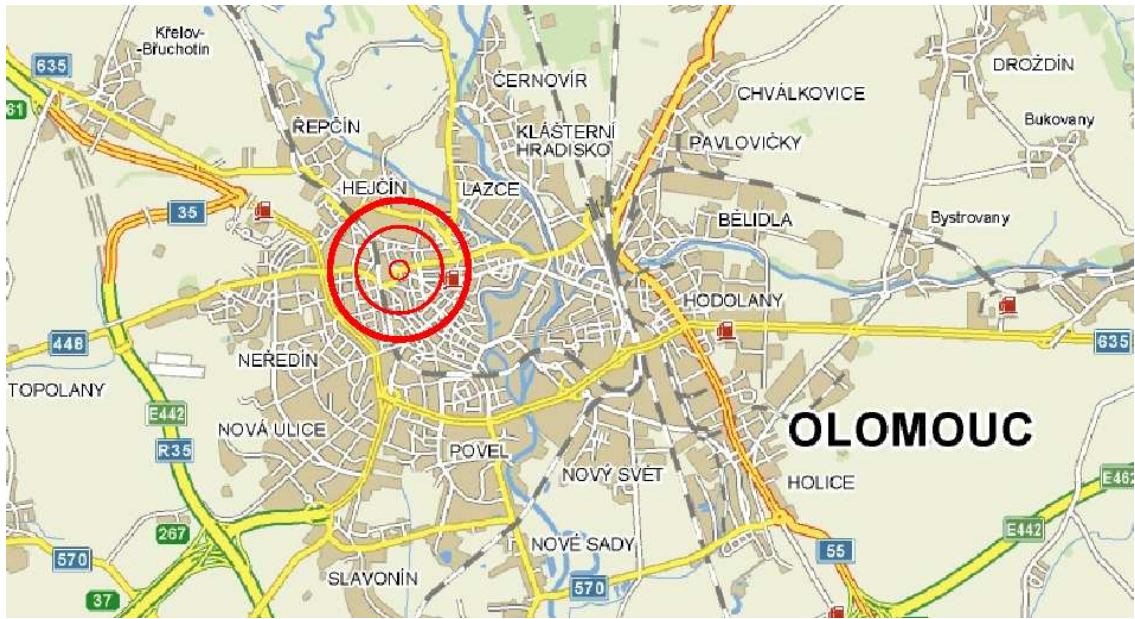 Křelov-
-Břuchotín
635
61
ČERNOVÍR
DROŽDÍN
CHVÁLKOVICE
ŘEPČÍN
KLÁŠTERNÍ
HRADISKO
Bukovany
PAVLOVIČKY
HEJČÍN
LAZCE
35
BĚLIDLA
Bystrovany
HODOLANY
448
635
NEŘEDÍN
TOPOLANY
E442
NOVÁ ULICE
OLOMOUC
R35
POVEL
NOVÝ SVĚT
HOLICE
E462
267
E442
NOVÉ SADY
55
570
SLAVONÍN
570
37